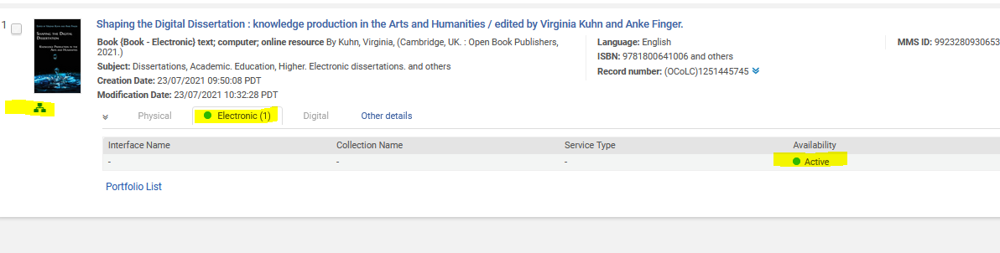 1
Shaping the Digital Dissertation : knowledge production in the Arts and Humanities / edited by Virginia Kuhn and Anke Finger.
SHAPING THE DIGITAL
DISSERTATION
KNOWLEDGE PRODUCTION IN THE
ARTS AND HUMANITIES
Book {Book - Electronic} text; computer; online resource By Kuhn, Virginia, (Cambridge, UK. : Open Book Publishers,
2021.)
Subject: Dissertations, Academic. Education, Higher. Electronic dissertations. and others
Creation Date: 23/07/2021 09:50:08 PDT
Modification Date: 23/07/2021 10:32:28 PDT
Language: English
ISBN: 9781800641006 and others
Record number: (OCoLC)1251445745
MMS ID: 9923280930653
Physical
Electronic (1)
Digital
Other details
Interface Name
Collection Name
Service Type
Availability
-
-
-
Active
Portfolio List